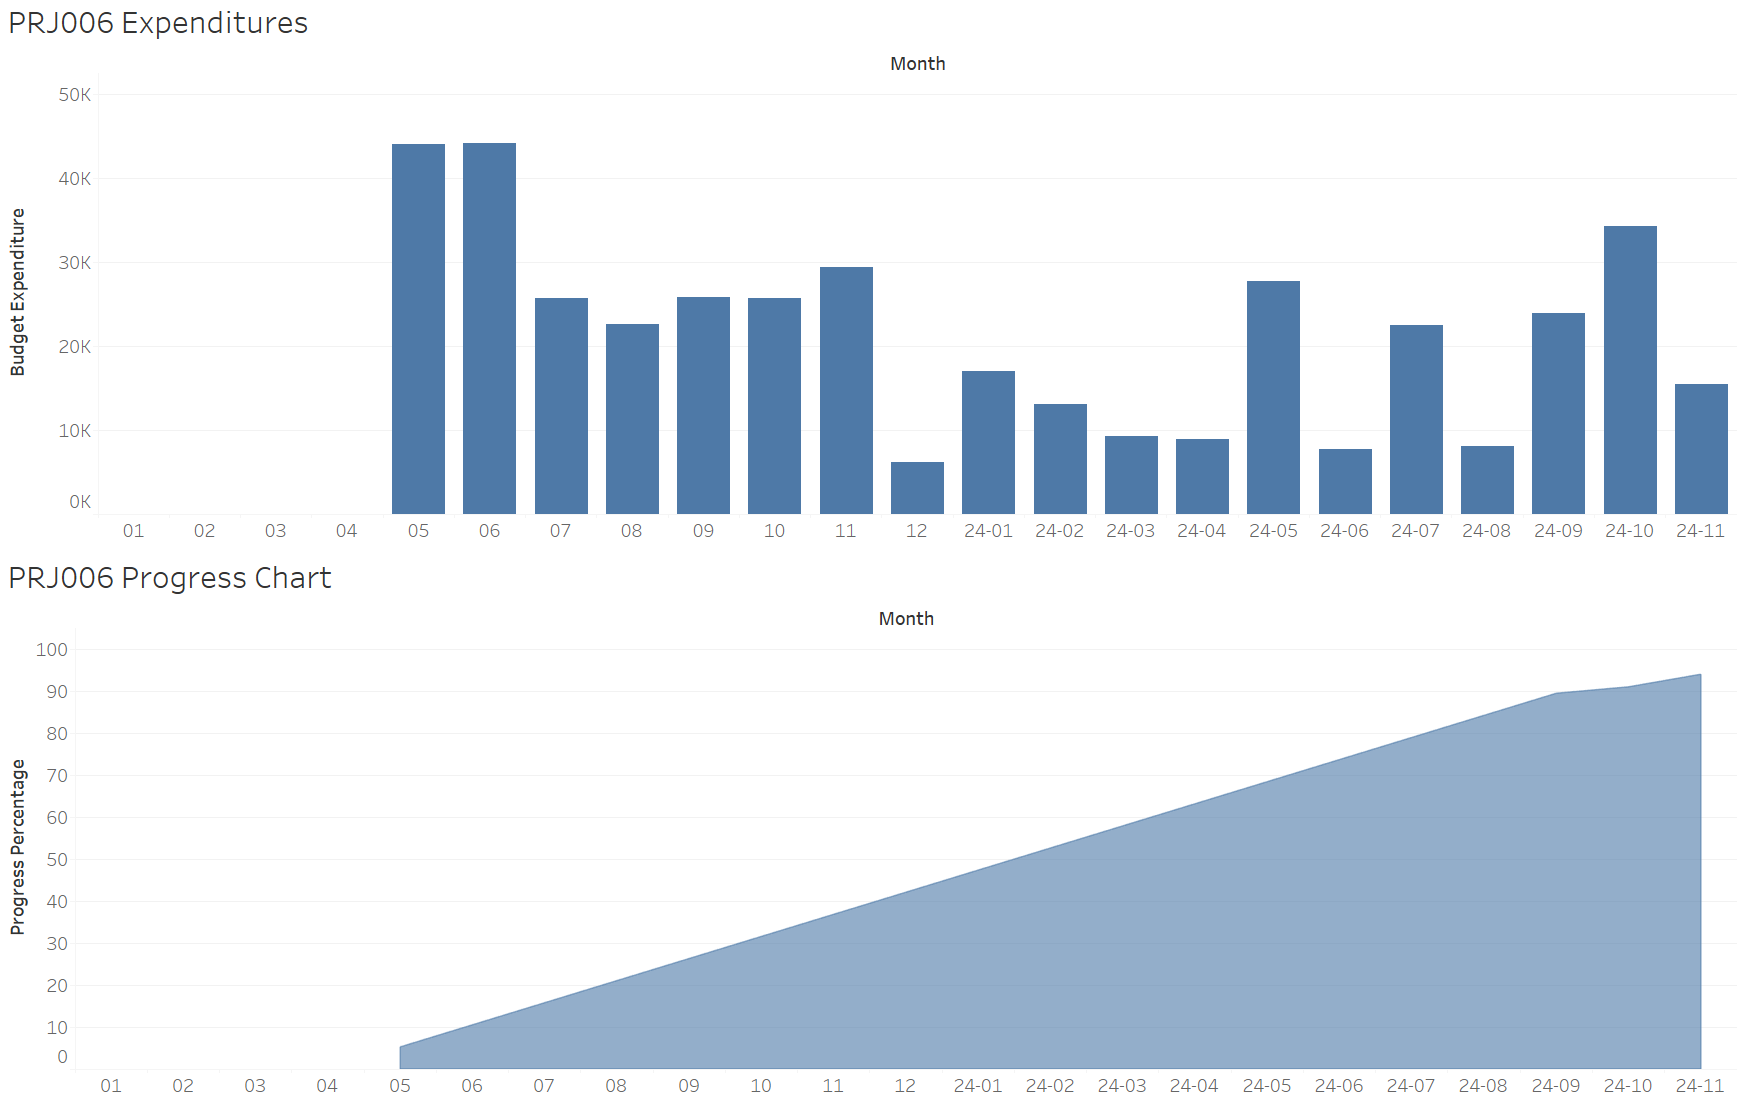 PRJ006 Expenditures
Month
50K
40K
30K
20K
10K
0K
Budget Expenditure
01 02 03 04 05 06 07 08 09 10 11 12 24-01 24-02 24-03 24-04 24-05 24-06 24-07 24-08 24-09 24-10 24-11
PRJ006 Progress Chart
Month
100
90
80
70
60
50
40
30
20
10
0
Progress Percentage
01 02 03 04 05 06 07 08 09 10 11 12 24-01 24-02 24-03 24-04 24-05 24-06 24-07 24-08 24-09 24-10 24-11